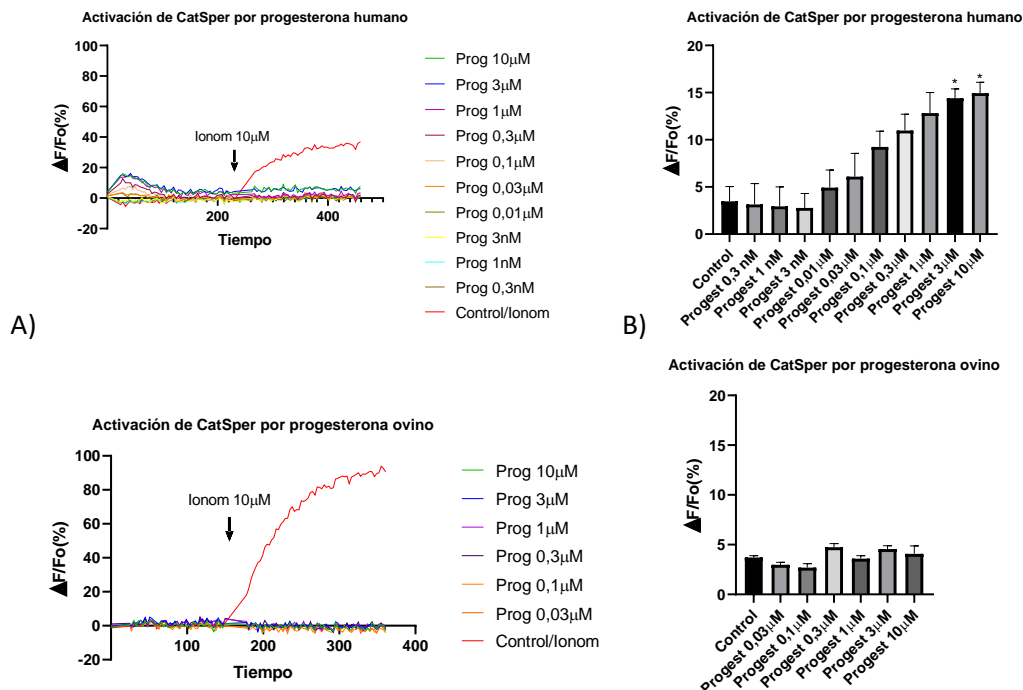 Activación de CatSper por progesterona humano
ΔF/Fo(%)
100
80
60
40
20
0
-20
200
400
Ionom 10μM
Tiempo
Prog 10μM
Prog 3μM
Prog 1μM
Prog 0,3μM
Prog 0,1μM
Prog 0,03μM
Prog 0,01μM
Prog 3nM
Prog 1nM
Prog 0,3nM
Control/Ionom
A)
Activación de CatSper por progesterona humano
ΔF/Fo(%)
20
15
10
5
0
* *
Control
Progest 0,3 nM
Progest 1 nM
Progest 3 nM
Progest 0,01μM
Progest 0,03μM
Progest 0,1μM
Progest 0,3μM
Progest 1μM
Progest 3μM
Progest 10μM
B)
Activación de CatSper por progesterona ovino
ΔF/Fo(%)
100
80
60
40
20
0
-20
100
200
300
400
Ionom 10μM
Tiempo
Prog 10μM
Prog 3μM
Prog 1μM
Prog 0,3μM
Prog 0,1μM
Prog 0,03μM
Control/Ionom
Activación de CatSper por progesterona ovino
ΔF/Fo(%)
20
15
10
5
0
Control
Progest 0,03μM
Progest 0,1μM
Progest 0,3μM
Progest 1μM
Progest 3μM
Progest 10μM